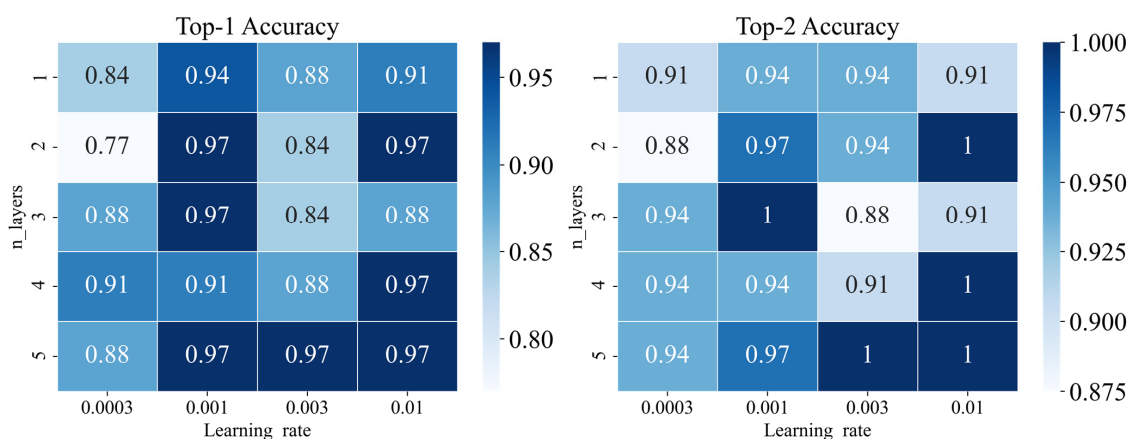 Top-1 Accuracy
1 0.84 0.94 0.88 0.91
2 0.77 0.97 0.84 0.97
3 0.88 0.97 0.84 0.88
4 0.91 0.91 0.88 0.97
5 0.88 0.97 0.97 0.97
n_layers
0.0003 0.001 0.003 0.01
Learning_rate
0.95
0.90
0.85
0.80
Top-2 Accuracy
1 0.91 0.94 0.94 0.91
2 0.88 0.97 0.94 1
3 0.94 1 0.88 0.91
4 0.94 0.94 0.91 1
5 0.94 0.97 1 1
n_layers
0.0003 0.001 0.003 0.01
Learning_rate
1.000
0.975
0.950
0.925
0.900
0.875